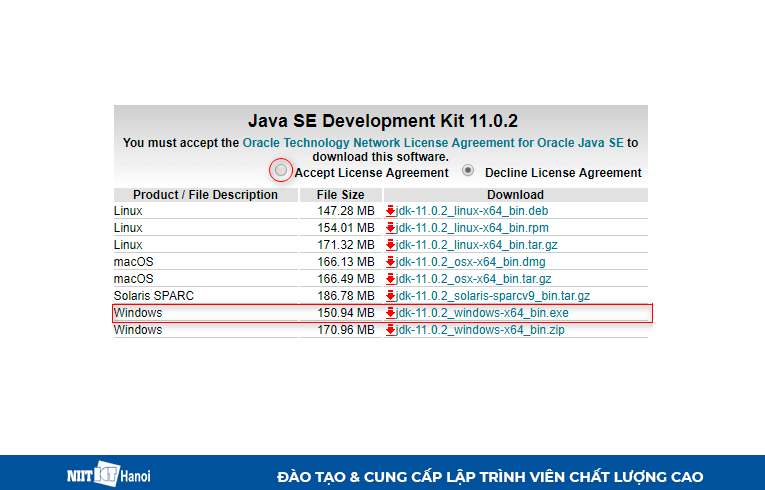 Java SE Development Kit 11.0.2
You must accept the Oracle Technology Network License Agreement for Oracle Java SE to
download this software.
Accept License Agreement Decline License Agreement
Product / File Description File Size Download
Linux 147.28 MB jdk-11.0.2_linux-x64_bin.deb
Linux 154.01 MB jdk-11.0.2_linux-x64_bin.rpm
Linux 171.32 MB jdk-11.0.2_linux-x64_bin.tar.gz
macOS 166.13 MB jdk-11.0.2_osx-x64_bin.dmg
macOS 166.49 MB jdk-11.0.2_osx-x64_bin.tar.gz
Solaris SPARC 186.78 MB jdk-11.0.2_solaris-sparcv9_bin.tar.gz
Windows 150.94 MB jdk-11.0.2_windows-x64_bin.exe
Windows 170.96 MB jdk-11.0.2_windows-x64_bin.zip
NIIT ICT Hanoi
ĐÀO TẠO & CUNG CẤP LẬP TRÌNH VIÊN CHẤT LƯỢNG CAO